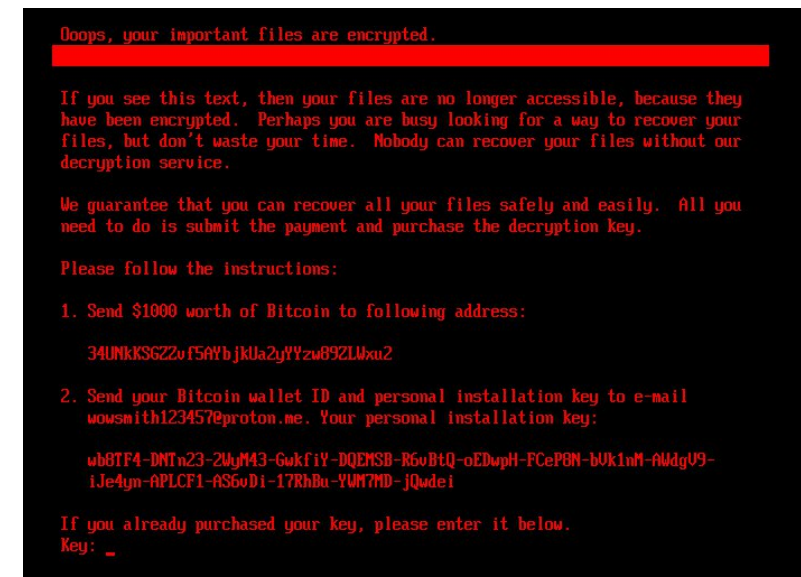 Ooops, your important files are encrypted.
If you see this text, then your files are no longer accessible, because they
have been encrypted.  Perhaps you are busy looking for a way to recover your
files, but don't waste your time.  Nobody can recover your files without our
decryption service.
We guarantee that you can recover all your files safely and easily.  All you
need to do is submit the payment and purchase the decryption key.
Please follow the instructions:
1. Send $1000 worth of Bitcoin to following address:
34UNkKSGZZvf5AYbjkUa2yYYzw89ZLWxu2
2. Send your Bitcoin wallet ID and personal installation key to e-mail
wowsmith123457@proton.me. Your personal installation key:
wb8TF4-DNTn23-2WyM43-GwkfiY-DQEMSB-R6vBtQ-oEDwpH-FCeP8N-bVk1nM-AWdgV9-
iJe4yn-APLCF1-AS6vDi-17RhBu-YWM7MD-jQwdei
If you already purchased your key, please enter it below.
Key: _